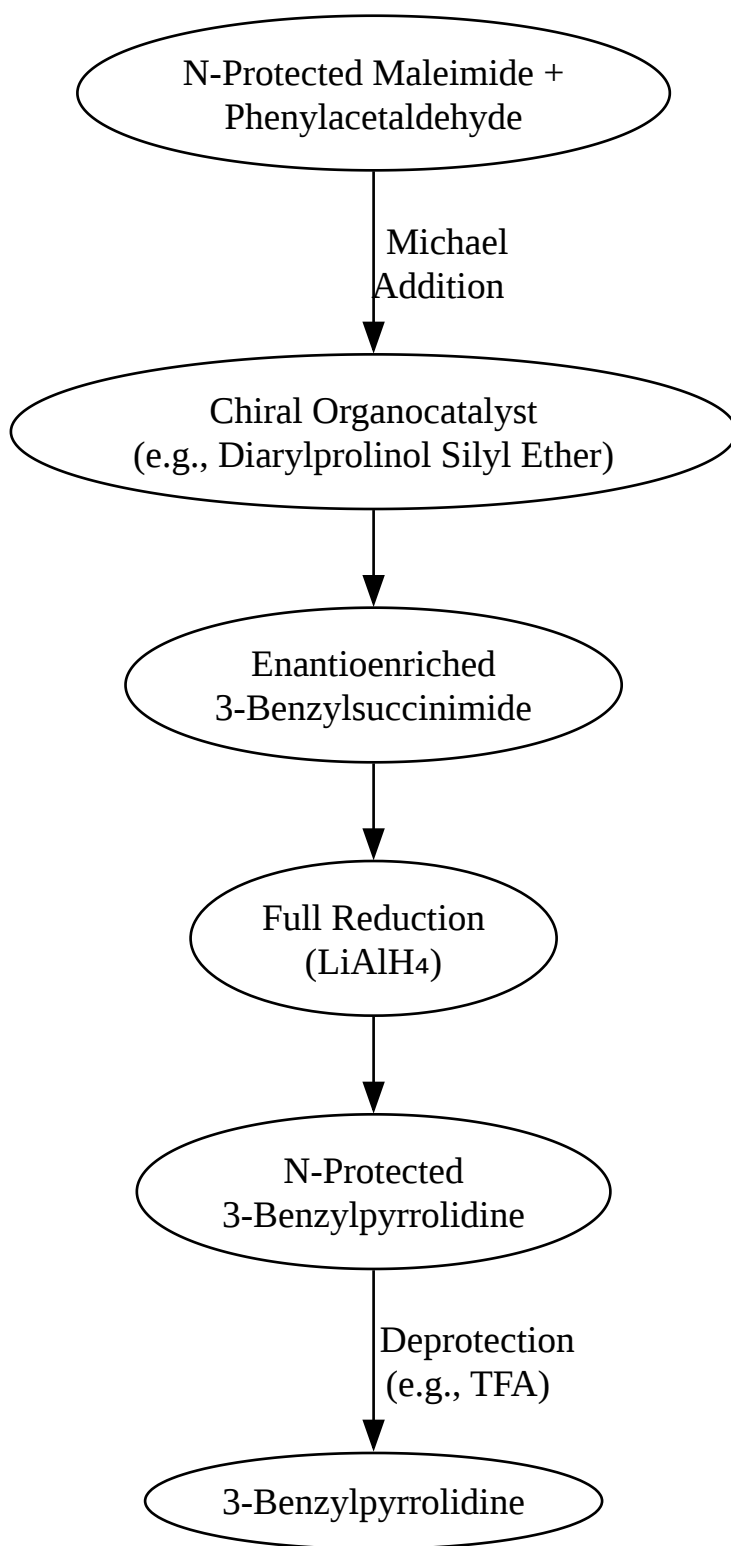 N-Protected Maleimide +
Phenylacetaldehyde
Michael
Addition
Chiral Organocatalyst
(e.g., Diarylprolinol Silyl Ether)
Enantioenriched
3-Benzylsuccinimide
Full Reduction
(LiAlH₄)
N-Protected
3-Benzylpyrrolidine
Deprotection
(e.g., TFA)
3-Benzylpyrrolidine